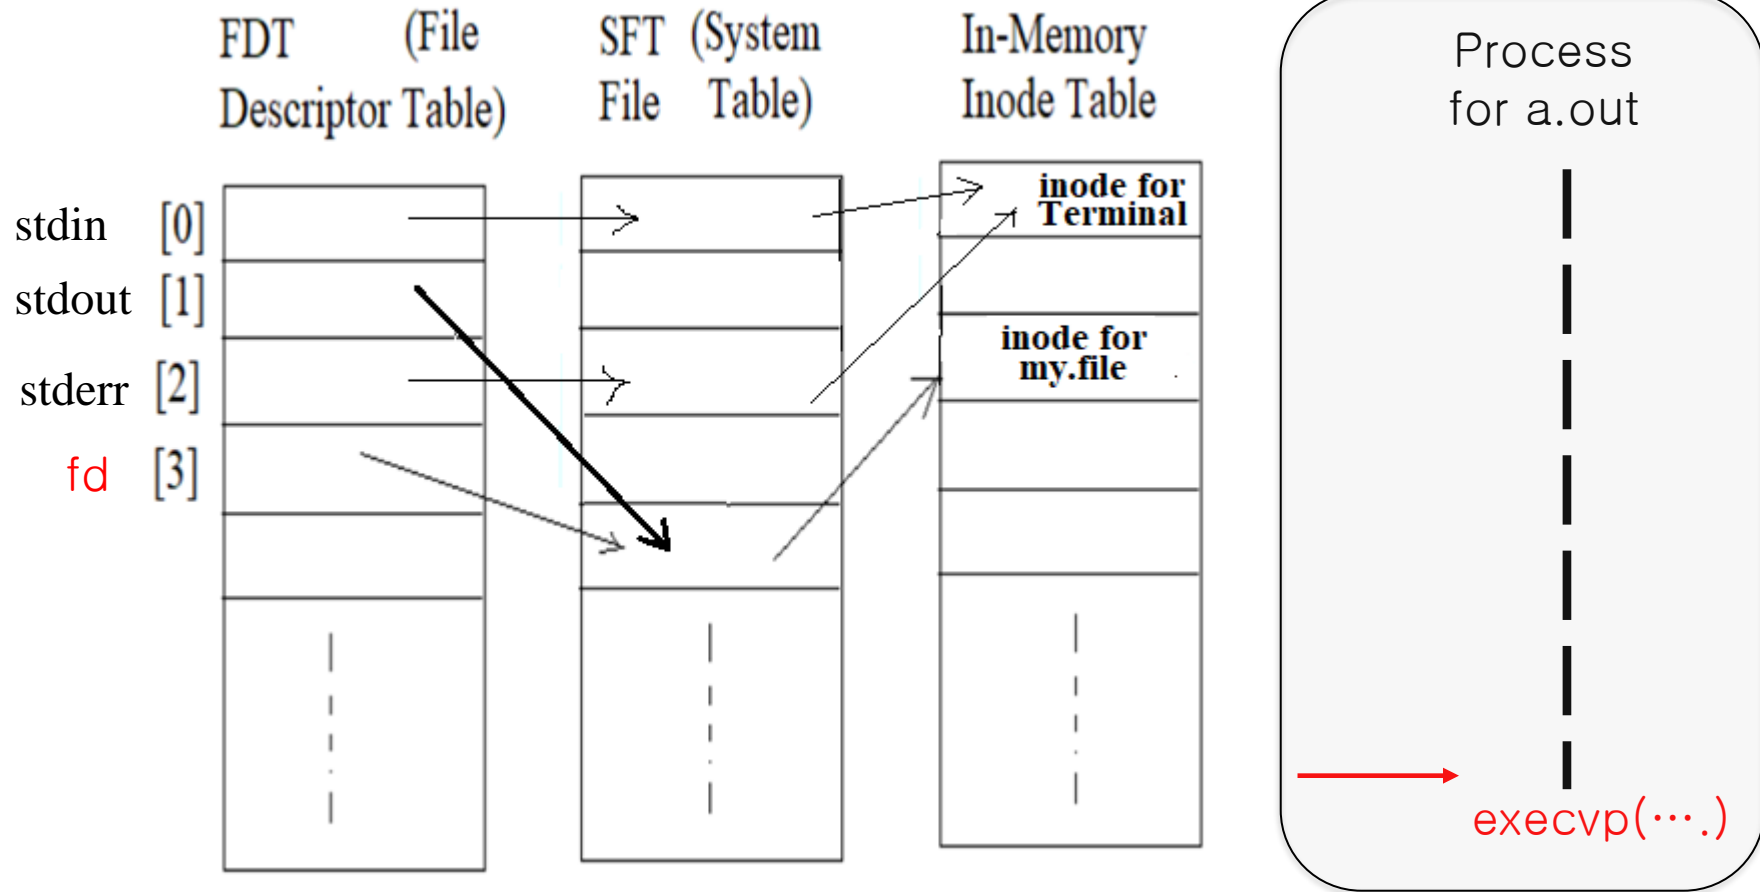 FDT (File
Descriptor Table)
SFT (System
File Table)
In-Memory
Inode Table
Process
for a.out
stdin [0]
stdout [1]
stderr [2]
fd [3]
inode for
Terminal
inode for
my.file
execvp(….)